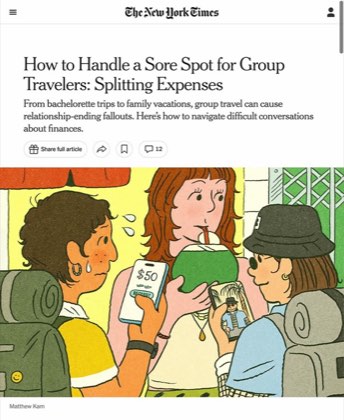 The New York Times
How to Handle a Sore Spot for Group
Travelers: Splitting Expenses
From bachelorette trips to family vacations, group travel can cause
relationship-ending fallouts. Here's how to navigate difficult conversations
about finances.
Share full article
12
$50
Matthew Kam